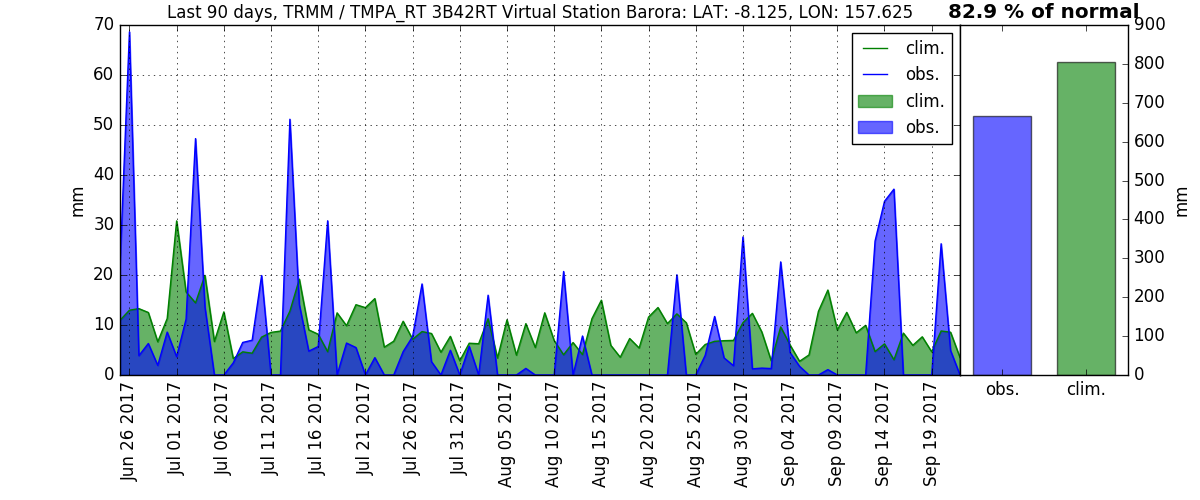 Last 90 days, TRMM / TMPA_RT 3B42RT Virtual Station Barora: LAT: -8.125, LON: 157.625
82.9 % of normal
70
60
50
40
30
20
10
0
mm
clim.
obs.
clim.
obs.
900
800
700
600
500
400
300
200
100
0
mm
Jun 26 2017
Jul 01 2017
Jul 06 2017
Jul 11 2017
Jul 16 2017
Jul 21 2017
Jul 26 2017
Jul 31 2017
Aug 05 2017
Aug 10 2017
Aug 15 2017
Aug 20 2017
Aug 25 2017
Aug 30 2017
Sep 04 2017
Sep 09 2017
Sep 14 2017
Sep 19 2017
obs.
clim.